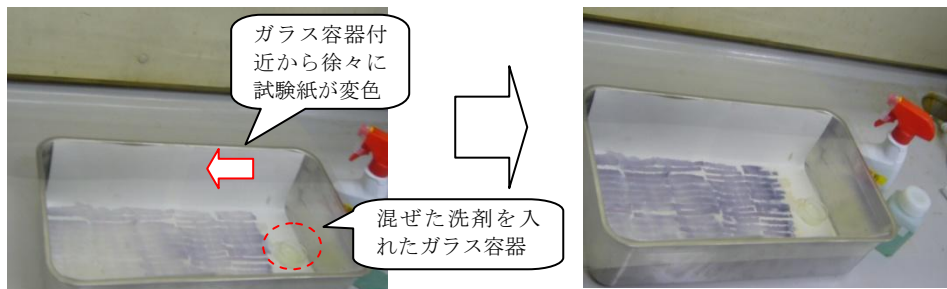 ガラス容器付
近から徐々に
試験紙が変色
混ぜた洗剤を入
れたガラス容器